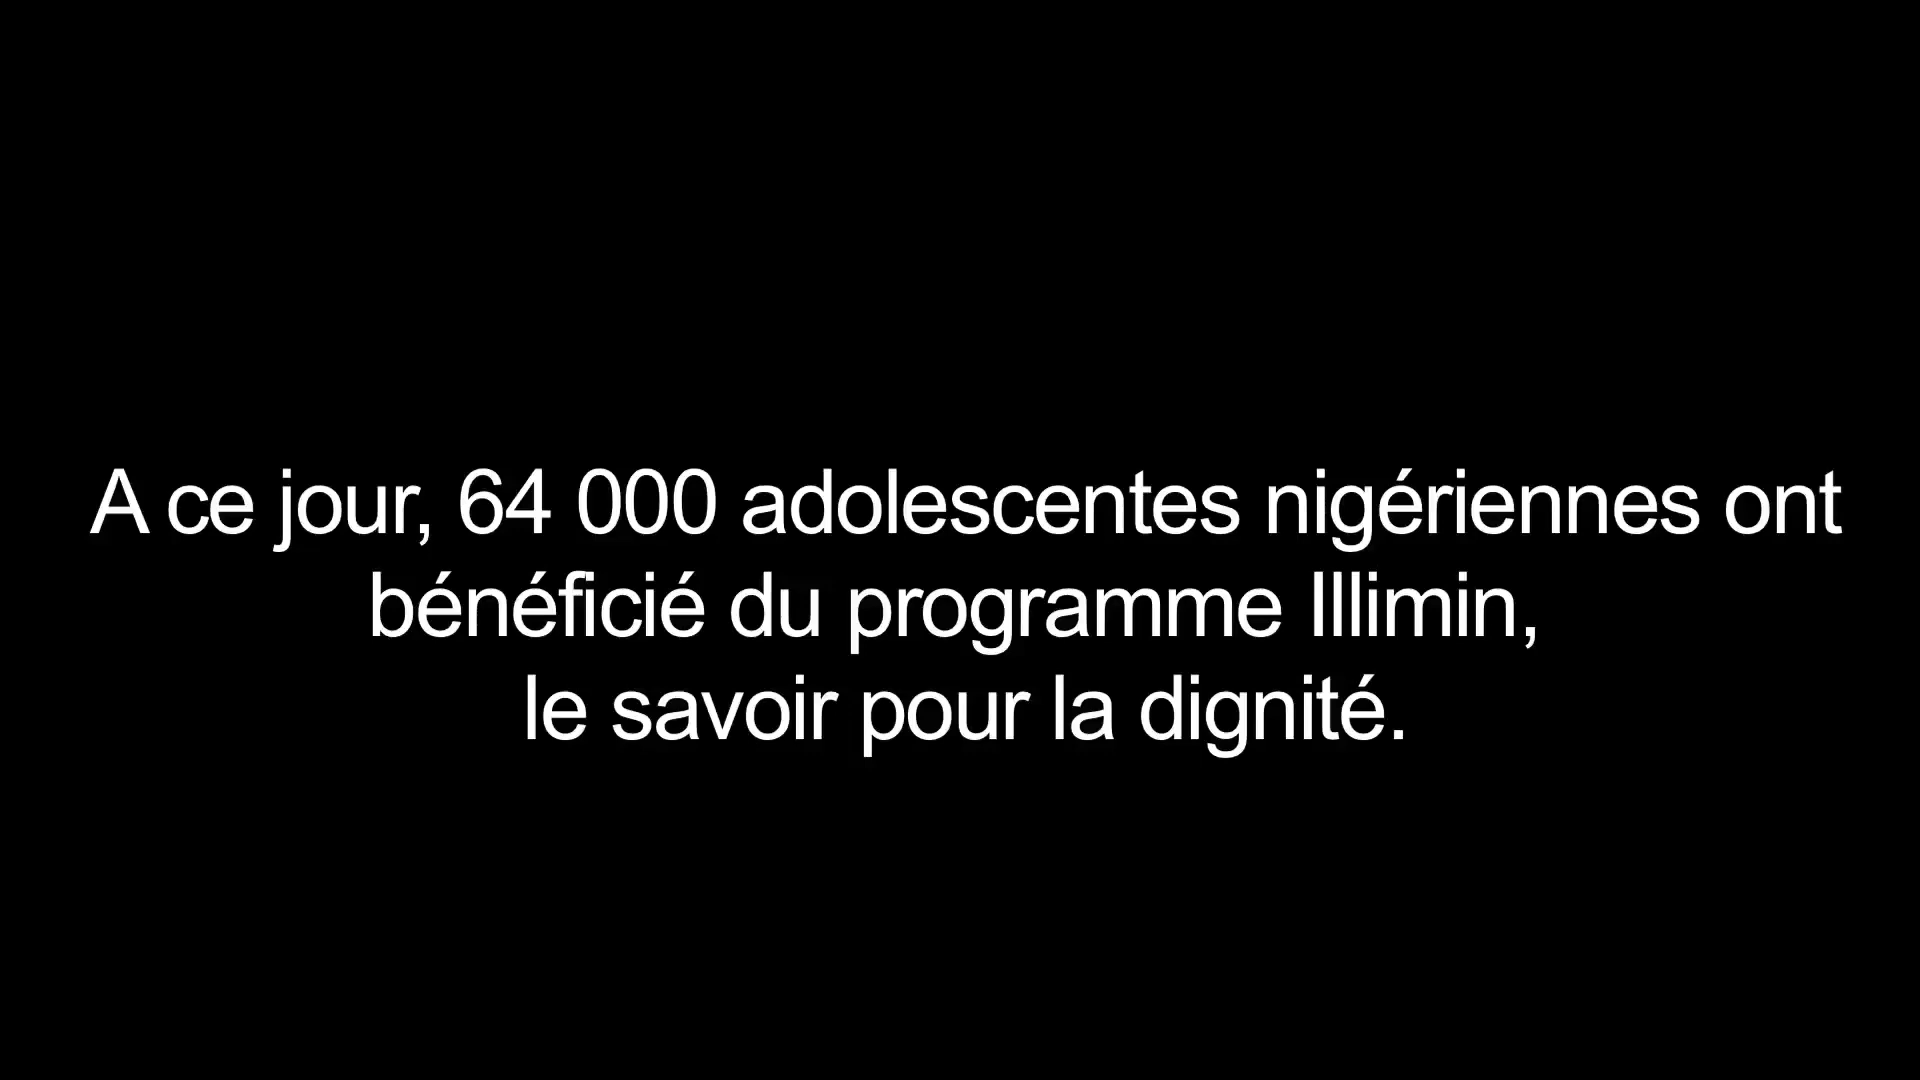 A ce jour, 64 000 adolescentes nigériennes ont
bénéficié du programme Illimin,
le savoir pour la dignité.